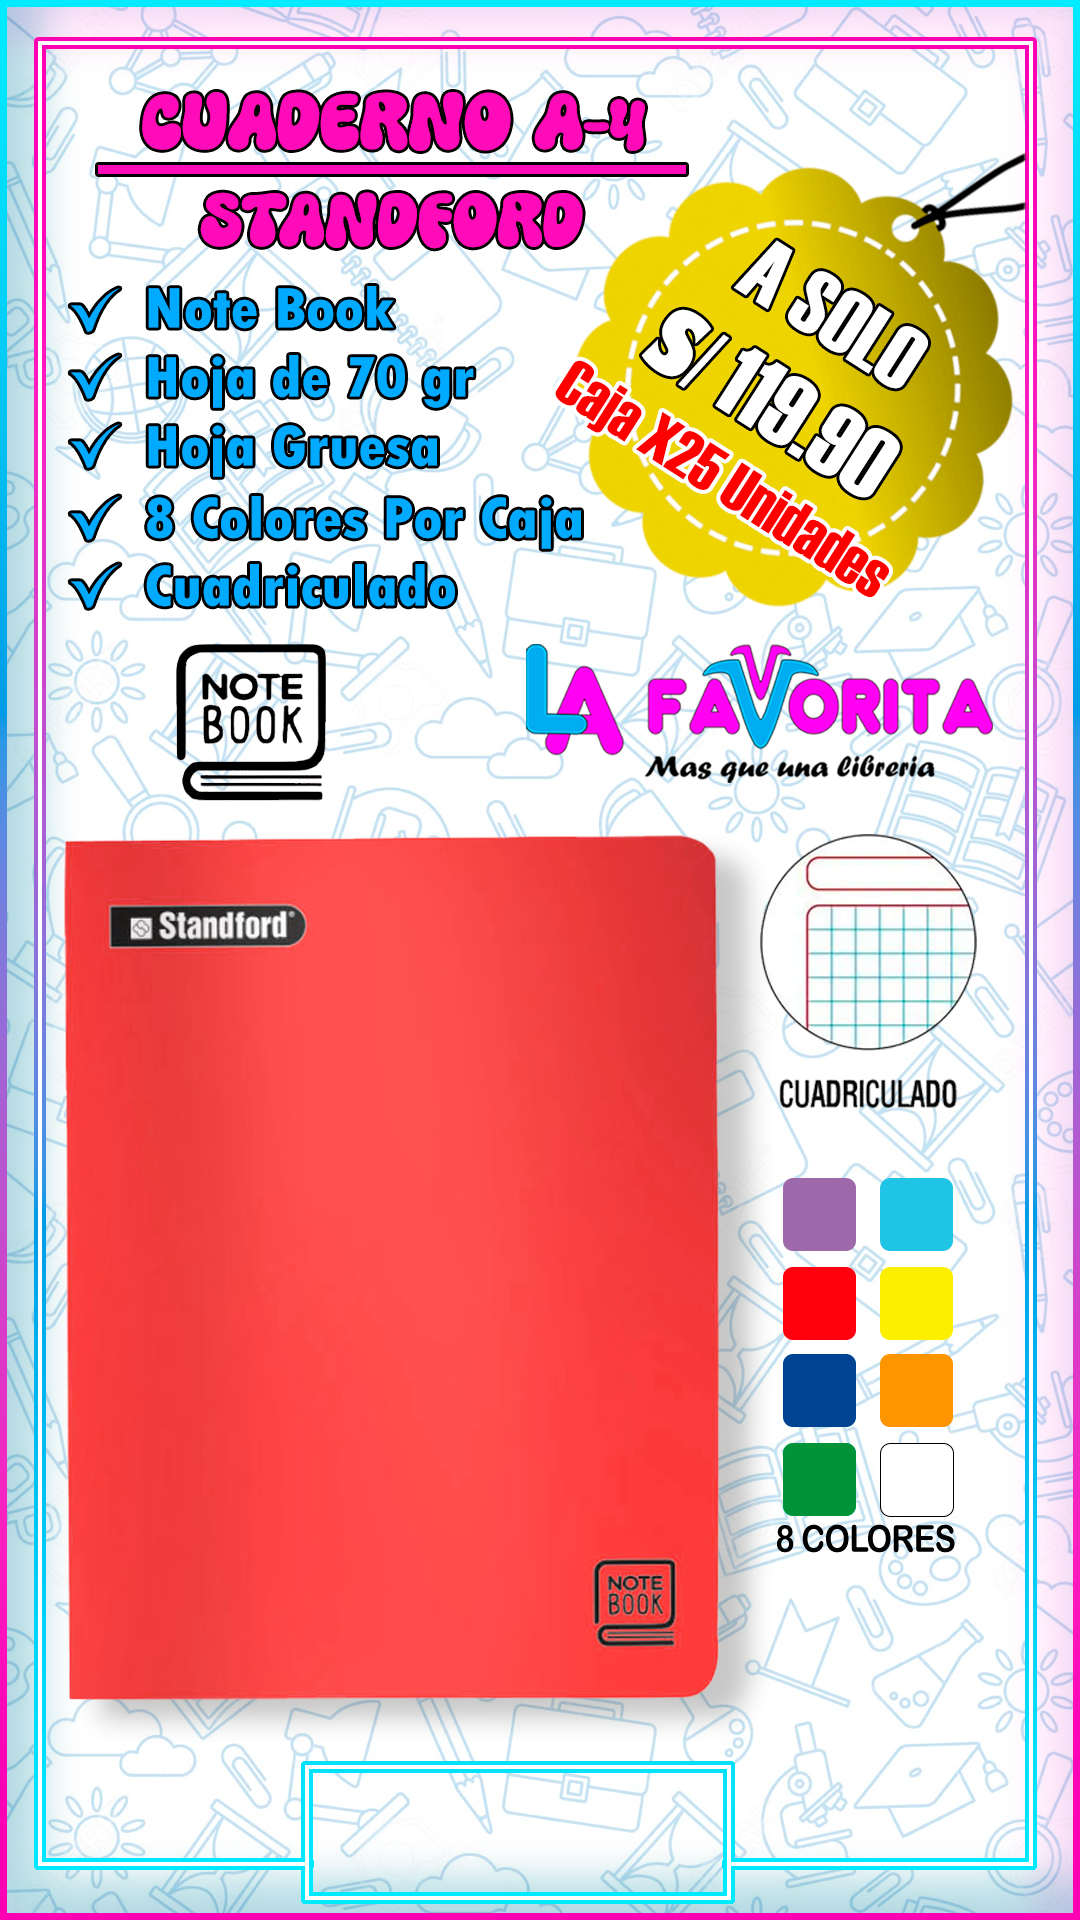 CUADERNO A-4
STANDFORD
Note Book
Hoja de 70 gr
Hoja Gruesa
8 Colores Por Caja
Cuadriculado
A SOLO
S/ 119.90
Caja X25 Unidades
NOTE
BOOK
LA FAVORITA
Mas que una libreria
Standford
CUADRICULADO
8 COLORES
NOTE
BOOK